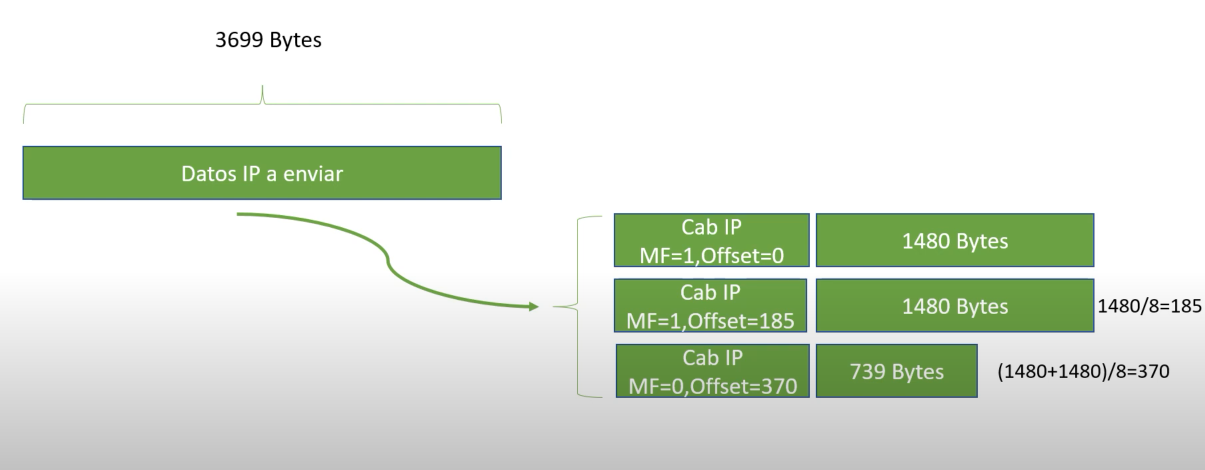 3699 Bytes
Datos IP a enviar
Cab IP
MF=1,Offset=0
1480 Bytes
Cab IP
MF=1,Offset=185
1480 Bytes
1480/8=185
Cab IP
MF=0,Offset=370
739 Bytes
(1480+1480)/8=370